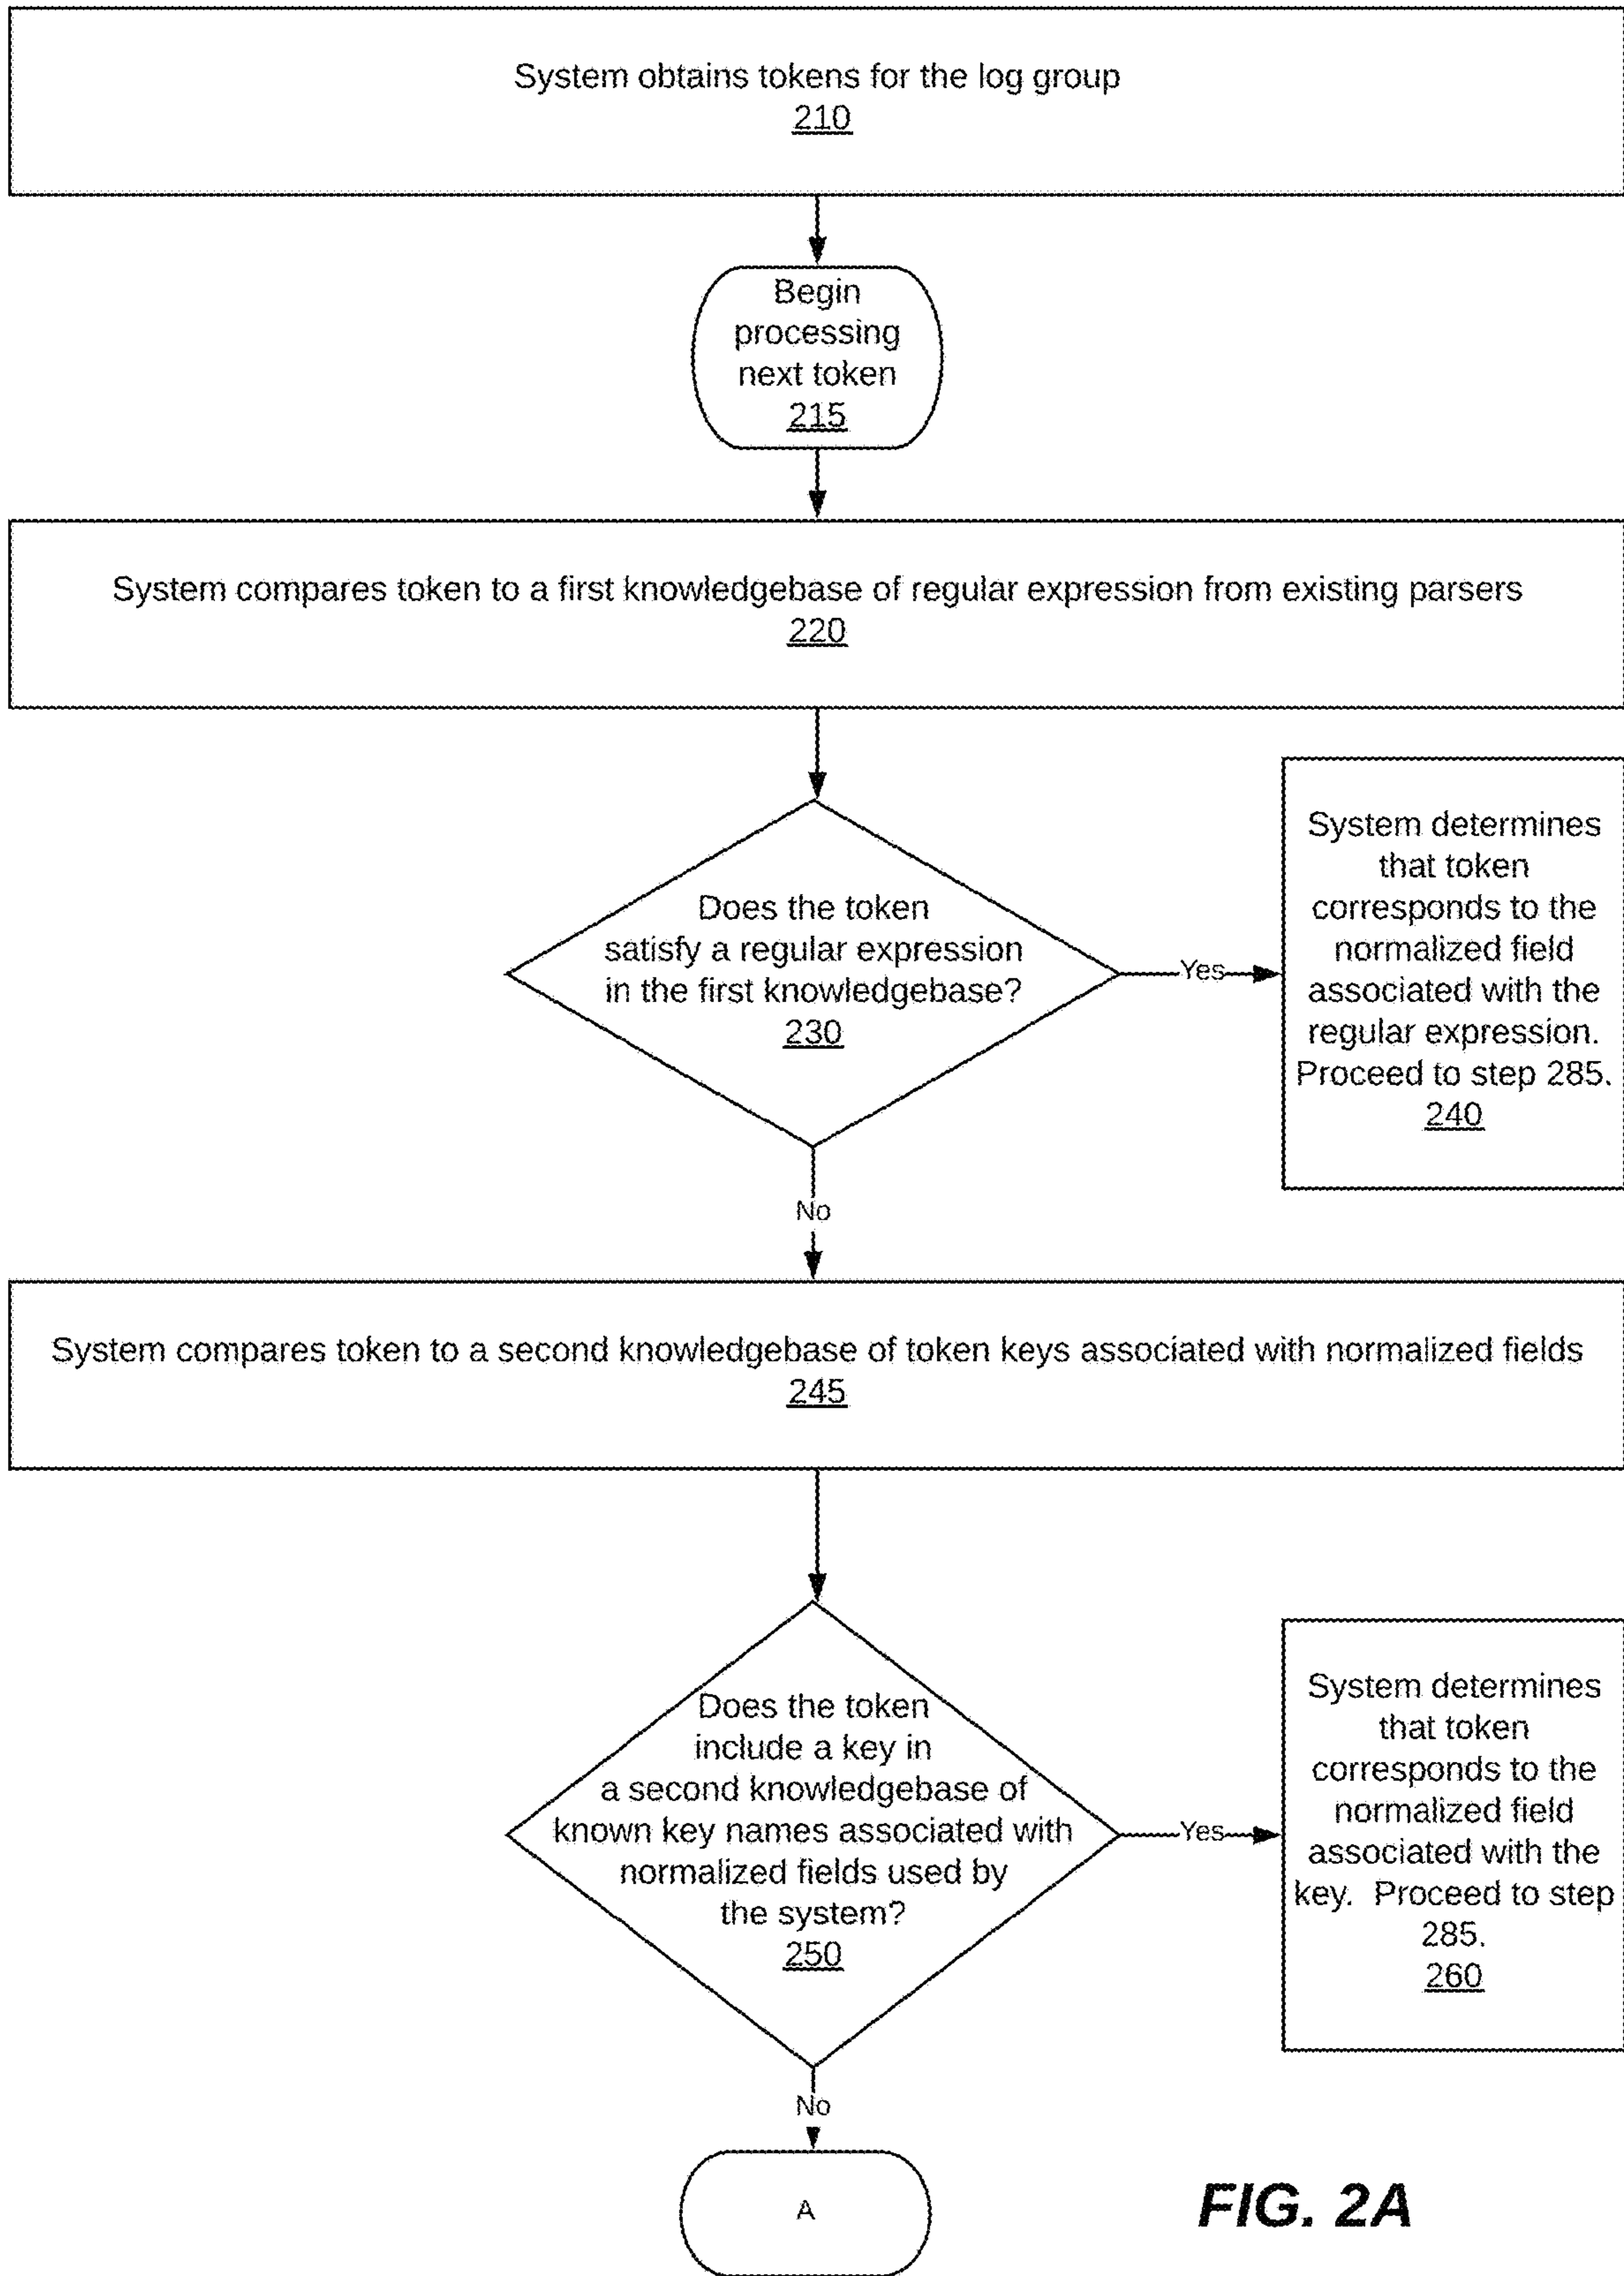 System obtains tokens for the log group
210
Begin
processing
next token
215
System compares token to a first knowledgebase of regular expression from existing parsers
220
Does the token
satisfy a regular expression
in the first knowledgebase?
230
Yes
System determines
that token
corresponds to the
normalized field
associated with the
regular expression.
Proceed to step 285.
240
No
System compares token to a second knowledgebase of token keys associated with normalized fields
245
Does the token
include a key in
a second knowledgebase of
known key names associated with
normalized fields used by
the system?
250
Yes
System determines
that token
corresponds to the
normalized field
associated with the
key.  Proceed to step
285.
260
No
A
FIG. 2A